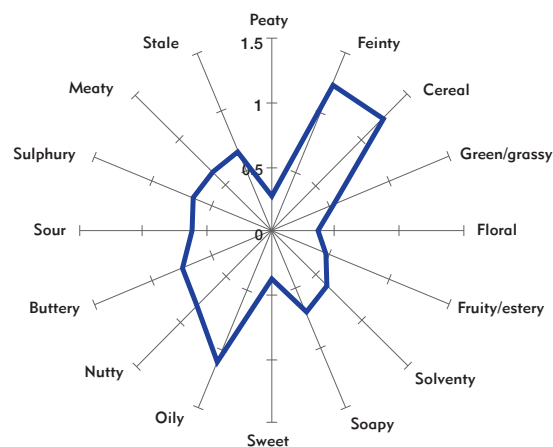 Peaty
1.5
Stale
Feinty
Meaty
Cereal
1
Sulphury
Green/grassy
0.5
Sour
0
Floral
Buttery
Fruity/estery
Nutty
Solventy
Oily
Soapy
Sweet